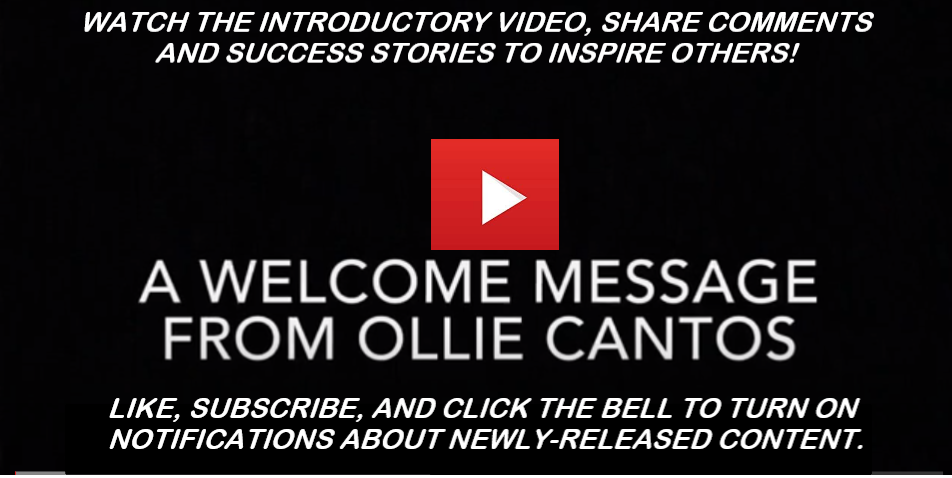 WATCH THE INTRODUCTORY VIDEO, SHARE COMMENTS
AND SUCCESS STORIES TO INSPIRE OTHERS!
A WELCOME MESSAGE
FROM OLLIE CANTOS
LIKE, SUBSCRIBE, AND CLICK THE BELL TO TURN ON
NOTIFICATIONS ABOUT NEWLY-RELEASED CONTENT.